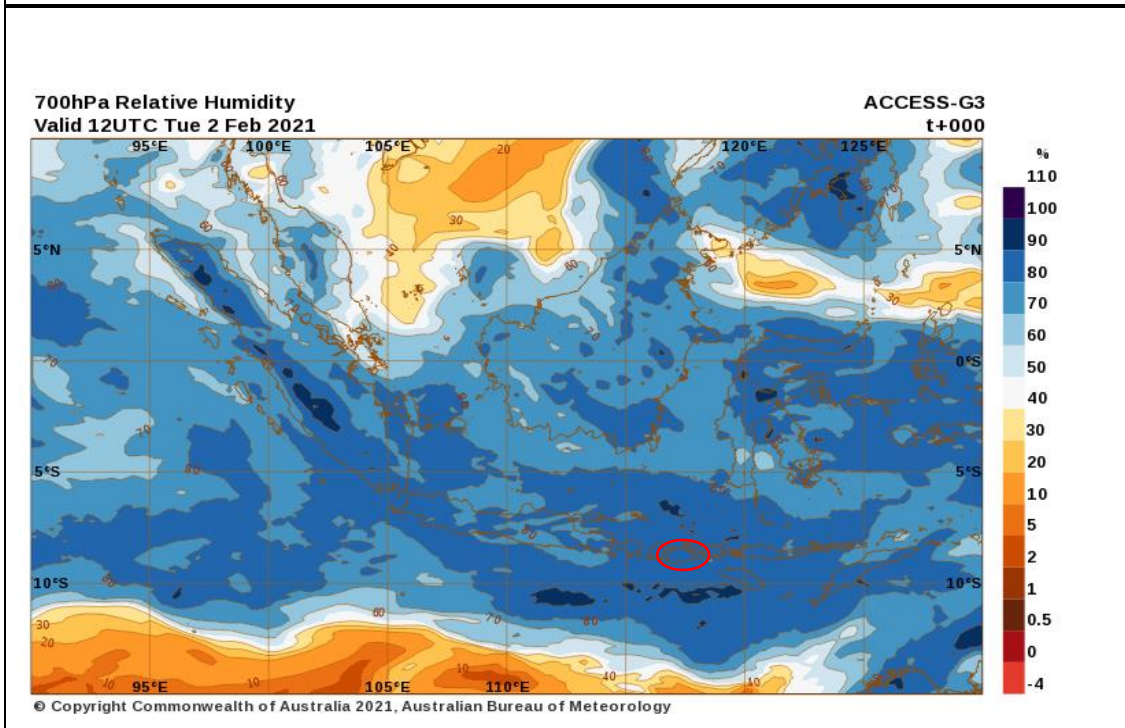 700hPa Relative Humidity
ACCESS-G3
Valid 12UTC Tue 2 Feb 2021
t+000
95°E 100°E 105°E 120°E 125°E
5°N 5°N
0°S 0°S
5°S 5°S
10°S 10°S
95°E 105°E 110°E
%
110
100
90
80
70
60
50
40
30
20
10
5
2
1
0.5
0
-4
© Copyright Commonwealth of Australia 2021, Australian Bureau of Meteorology